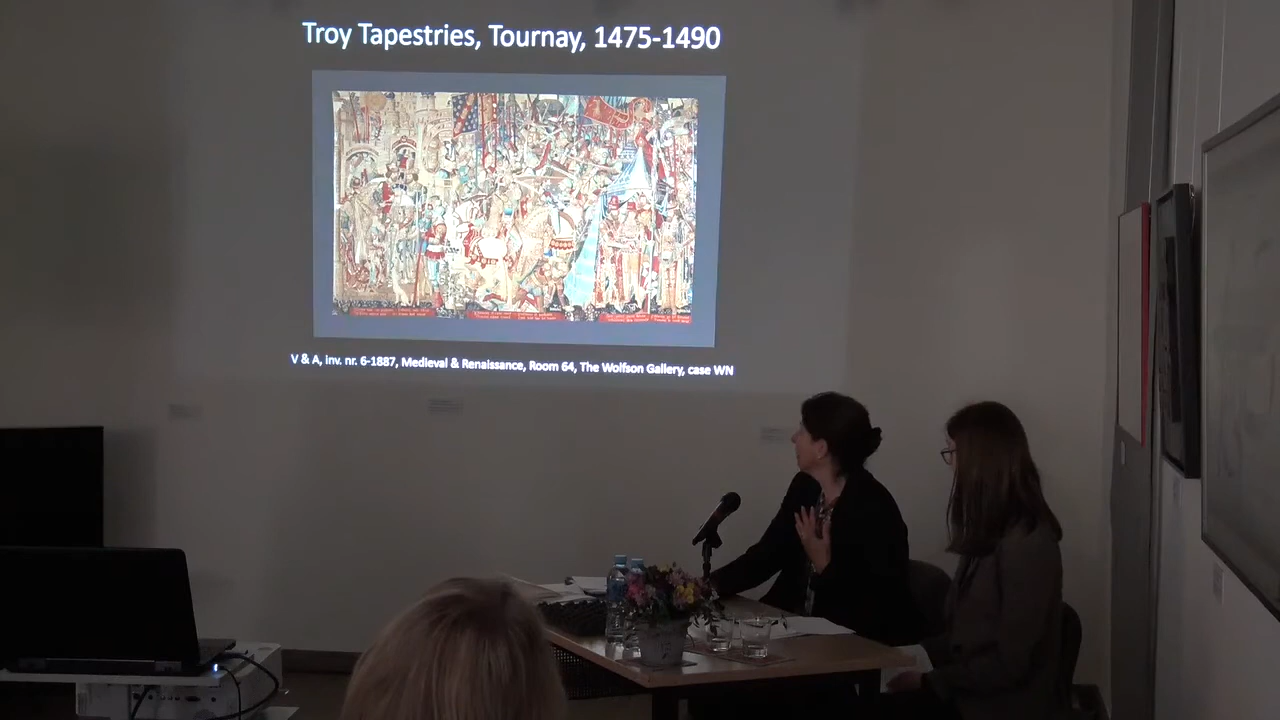 Troy Tapestries, Tournay, 1475-1490
V & A, inv. nr. 6-1887, Medieval & Renaissance, Room 64, The Wolfson Gallery, case WN